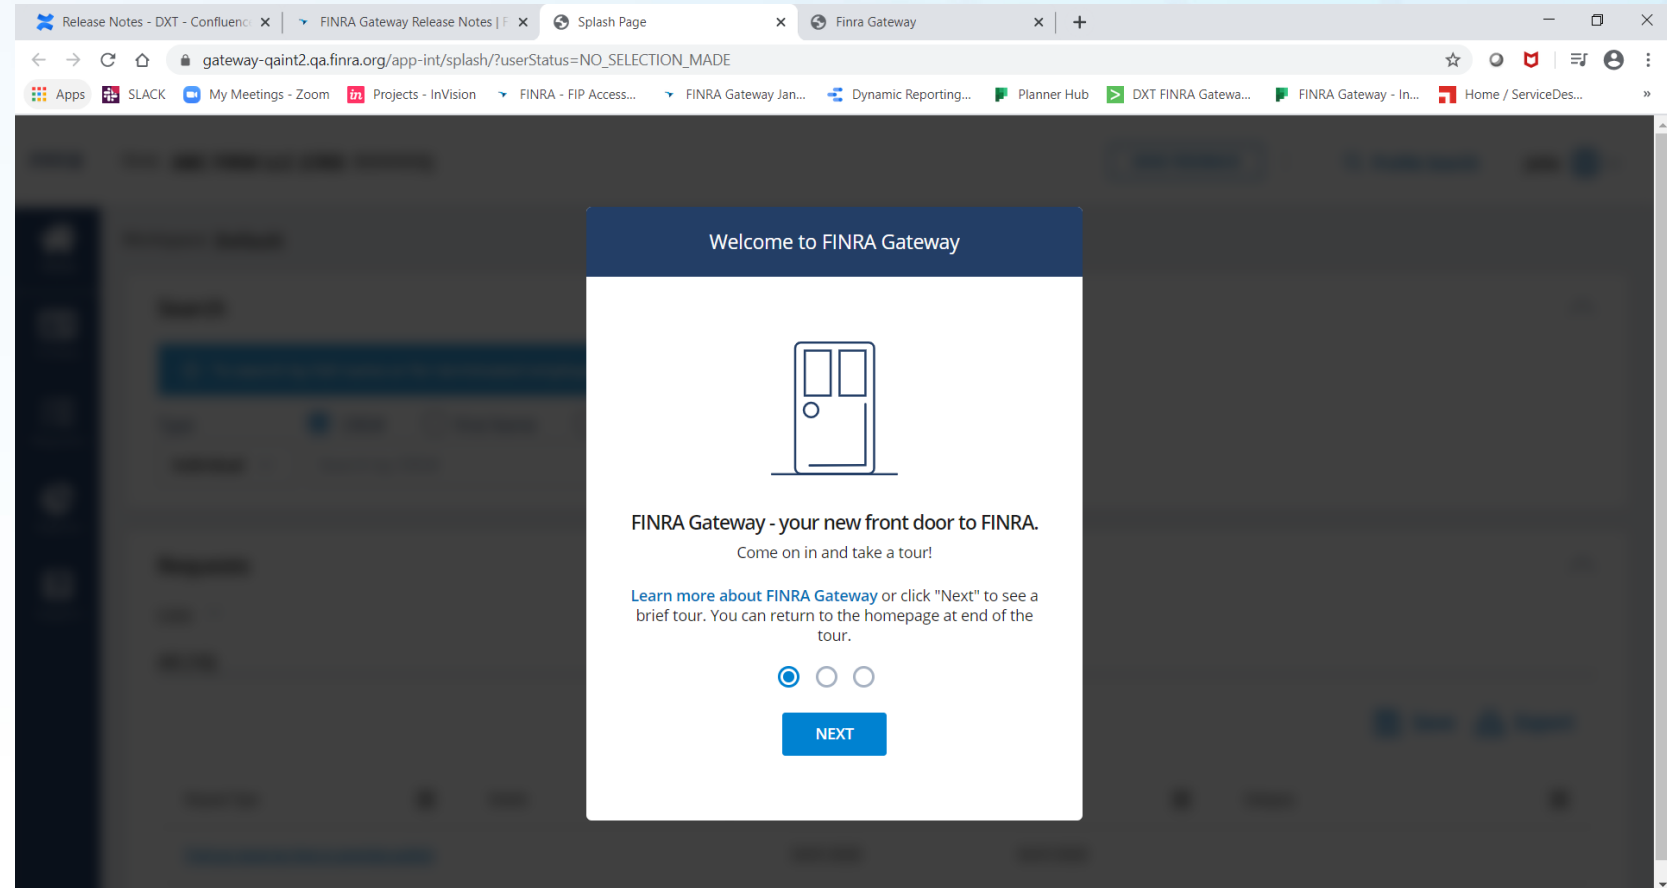 Release Notes - DXT - Confluenc
FINRA Gateway Release Notes | F
Splash Page
Finra Gateway
gateway-qaint2.qa.finra.org/app-int/splash/?userStatus=NO_SELECTION_MADE
Apps
SLACK
My Meetings - Zoom
in Projects - InVision
FINRA - FIP Access...
FINRA Gateway Jan...
Dynamic Reporting...
Planner Hub
DXT FINRA Gatewa...
FINRA Gateway - In...
Home / ServiceDes...
Welcome to FINRA Gateway
FINRA Gateway - your new front door to FINRA.
Come on in and take a tour!
Learn more about FINRA Gateway or click "Next" to see a
brief tour. You can return to the homepage at end of the
tour.
NEXT
Search
Requests